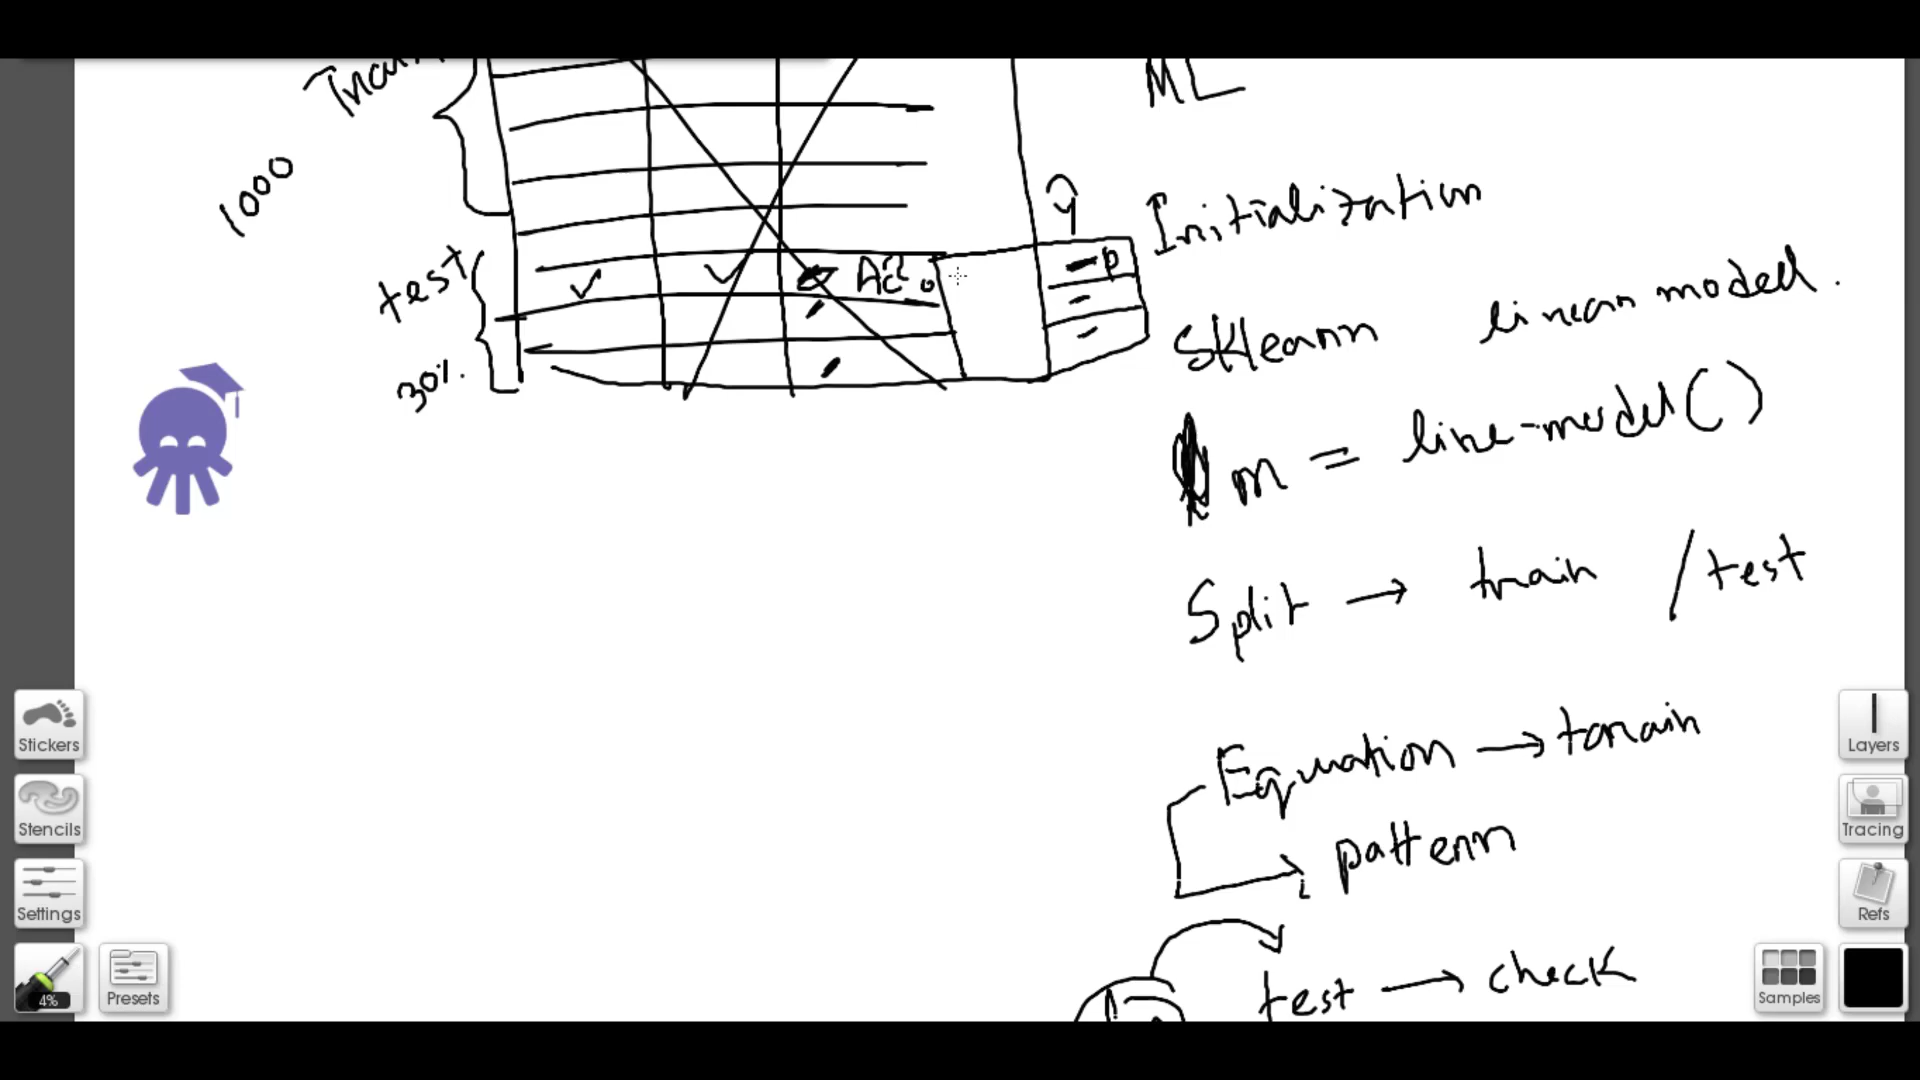 ML
1000
ŷ
Initialization
test
P
30%.
Sklearn linear model.
m = line-model()
Split → train / test
Equation → tarain
pattern
test → check
Stickers
Stencils
Settings
4%
Presets
Layers
Tracing
Refs
Samples